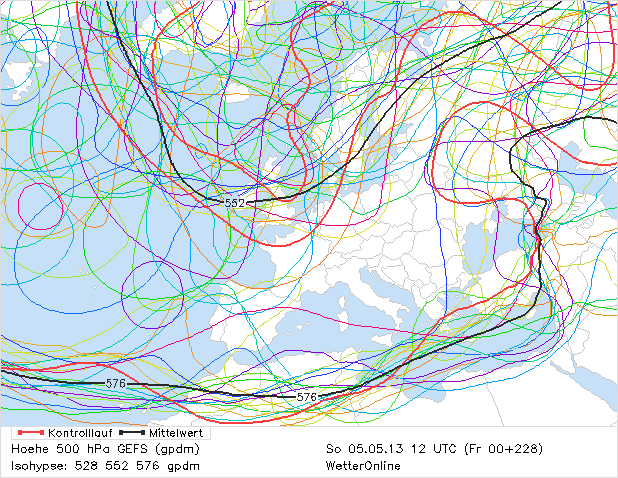 552
576
576
Kontrolllauf Mittelwert
Hoehe 500 hPa GEFS (gpdm)
So 05.05.13 12 UTC (Fr 00+228)
Isohypse: 528 552 576 gpdm
WetterOnline